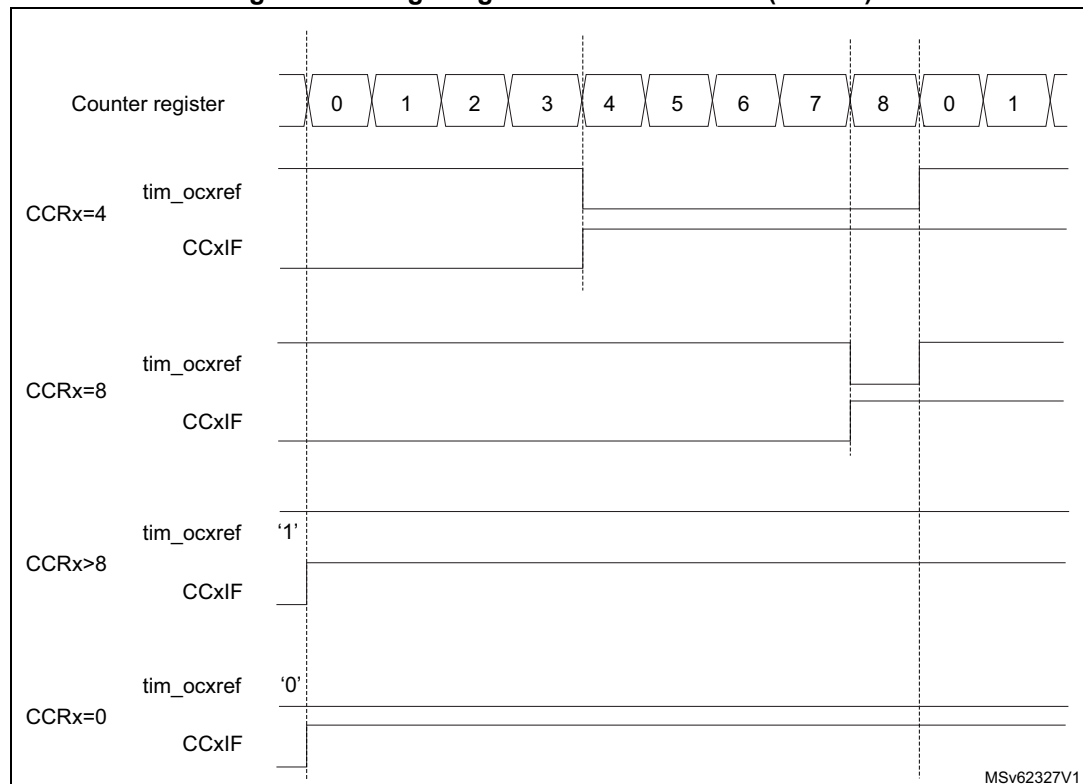 Counter register 0 1 2 3 4 5 6 7 8 0 1
tim_ocxref
CCRx=4
CCxIF
tim_ocxref
CCRx=8
CCxIF
tim_ocxref ‘1’
CCRx>8
CCxIF
tim_ocxref ‘0’
CCRx=0
CCxIF
MSv62327V1